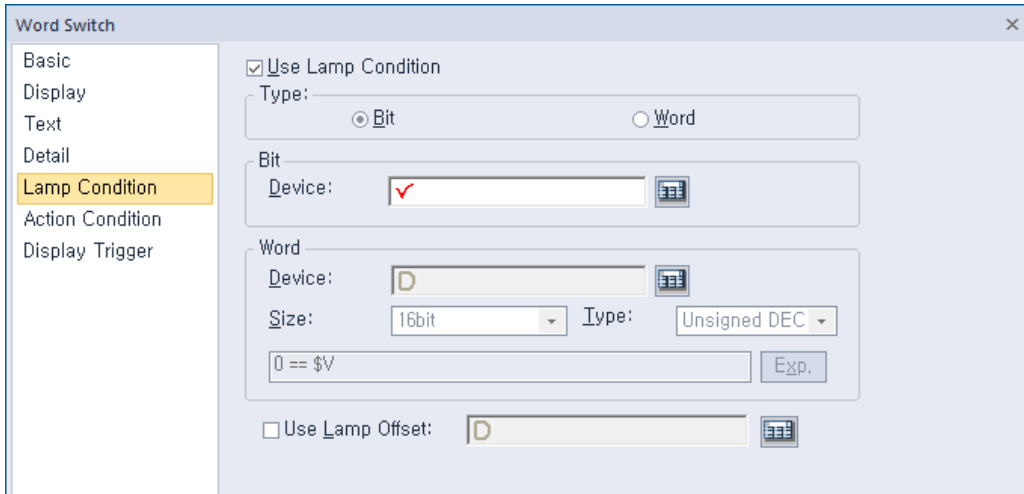 Word Switch
Basic
Display
Text
Detail
Lamp Condition
Action Condition
Display Trigger
Use Lamp Condition
Type:
Bit
Word
Bit
Device:
Word
Device:
D
Size:
16bit
Type:
Unsigned DEC
0 == $V
Exp.
Use Lamp Offset:
D